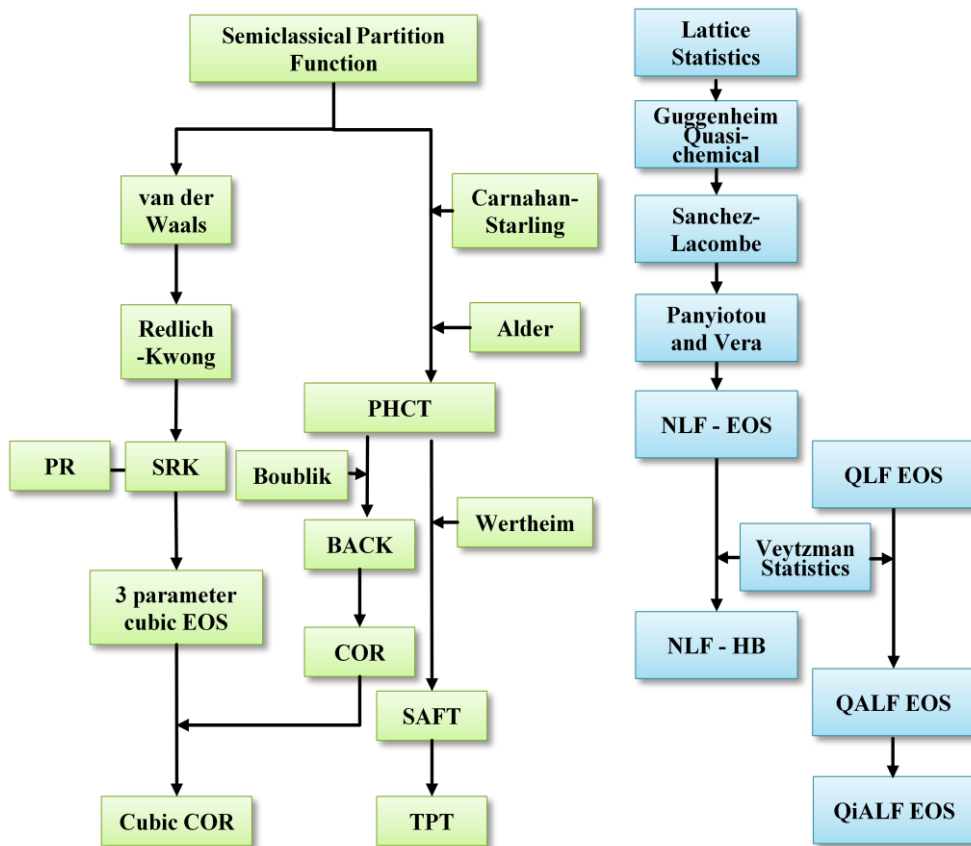 Semiclassical Partition
Function
van der
Waals
Carnahan-
Starling
Redlich
-Kwong
Alder
PHCT
PR
SRK
Boublik
Wertheim
BACK
3 parameter
cubic EOS
COR
SAFT
Cubic COR
TPT
Lattice
Statistics
Guggenheim
Quasi-
chemical
Sanchez-
Lacombe
Panyiotou
and Vera
NLF - EOS
QLF EOS
Veytzman
Statistics
NLF - HB
QALF EOS
QiALF EOS